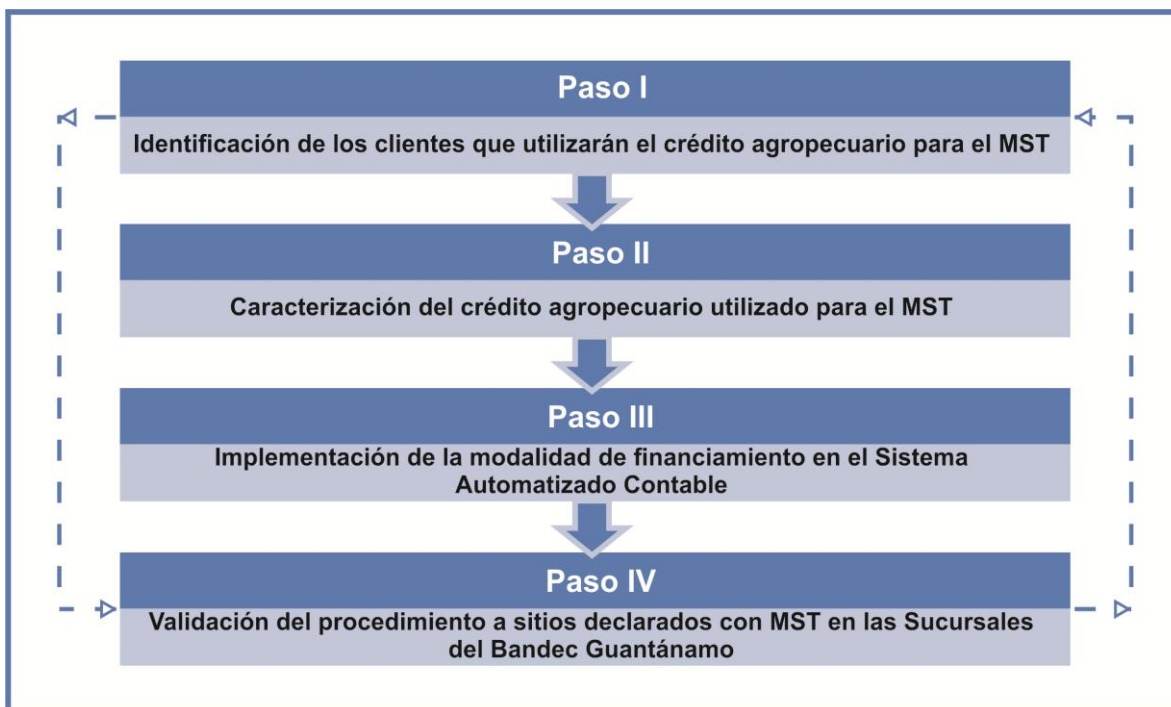 Paso I
Identificación de los clientes que utilizarán el crédito agropecuario para el MST
Paso II
Caracterización del crédito agropecuario utilizado para el MST
Paso III
Implementación de la modalidad de financiamiento en el Sistema
Automatizado Contable
Paso IV
Validación del procedimiento a sitios declarados con MST en las Sucursales
del Bandec Guantánamo